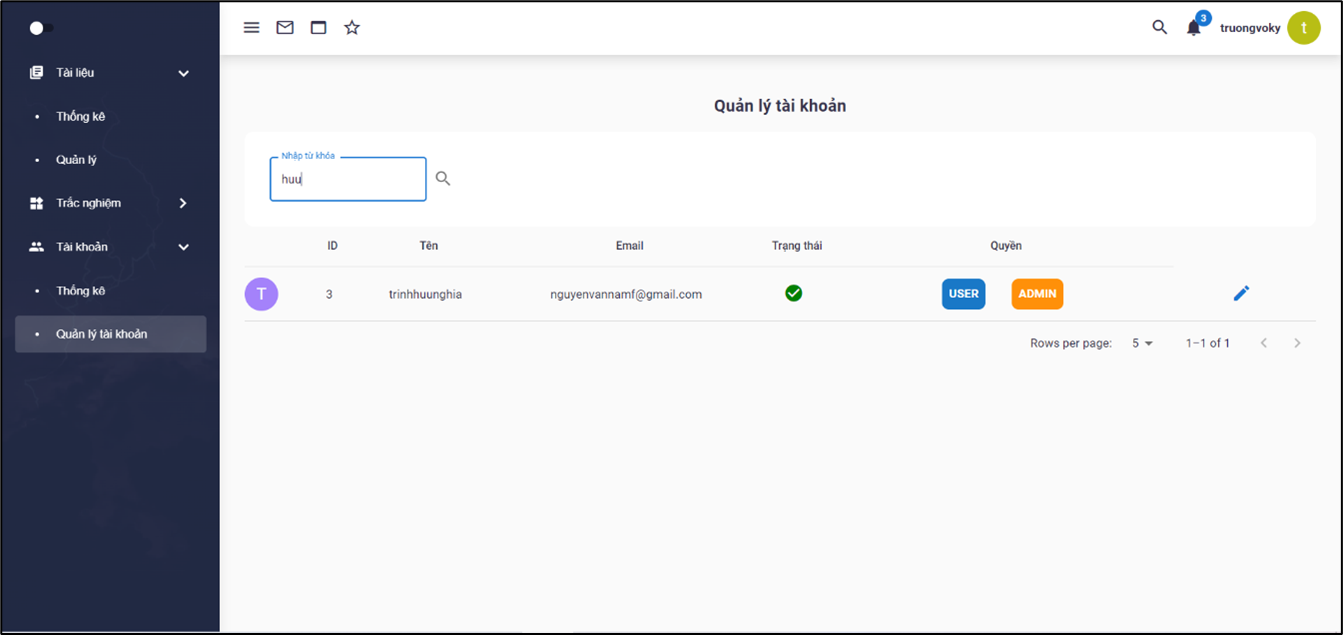 3
truongvoky
t
Tài liệu
Thống kê
Quản lý
Trắc nghiệm
Tài khoản
Thống kê
Quản lý tài khoản
Quản lý tài khoản
Nhập từ khóa
huu
ID Tên Email Trạng thái Quyền
T 3 trinhhuunghia nguyenvannamf@gmail.com USER ADMIN
Rows per page: 5 1–1 of 1